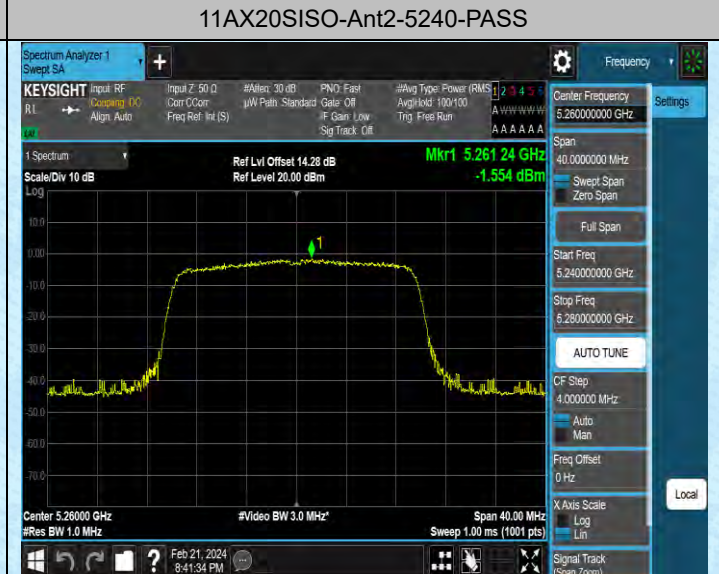 11AX20SISO-Ant2-5240-PASS
Spectrum Analyzer 1
Swept SA
Frequency
KEYSIGHT
Input: RF
Coupling: DC
Align: Auto
Input Z: 50 Ω
Corr CCorr
Freq Ref: Int (S)
#Atten: 30 dB
µW Path: Standard
PNO: Fast
Gate: Off
IF Gain: Low
Sig Track: Off
#Avg Type: Power (RMS
Avg|Hold: 100/100
Trig: Free Run
1 2 3 4 5 6
A W W W W W
A A A A A A
RL
Center Frequency
5.260000000 GHz
Settings
Span
40.0000000 MHz
Swept Span
Zero Span
Full Span
Start Freq
5.240000000 GHz
Stop Freq
5.280000000 GHz
AUTO TUNE
CF Step
4.000000 MHz
Auto
Man
Freq Offset
0 Hz
X Axis Scale
Log
Lin
Local
Signal Track
(Span Zoom)
1 Spectrum
Scale/Div 10 dB
Ref Lvl Offset 14.28 dB
Ref Level 20.00 dBm
Mkr1 5.261 24 GHz
-1.554 dBm
Log
10.0
0.00
-10.0
-20.0
-30.0
-40.0
-50.0
-60.0
-70.0
1
Center 5.26000 GHz
#Res BW 1.0 MHz
#Video BW 3.0 MHz*
Span 40.00 MHz
Sweep 1.00 ms (1001 pts)
Feb 21, 2024
8:41:34 PM